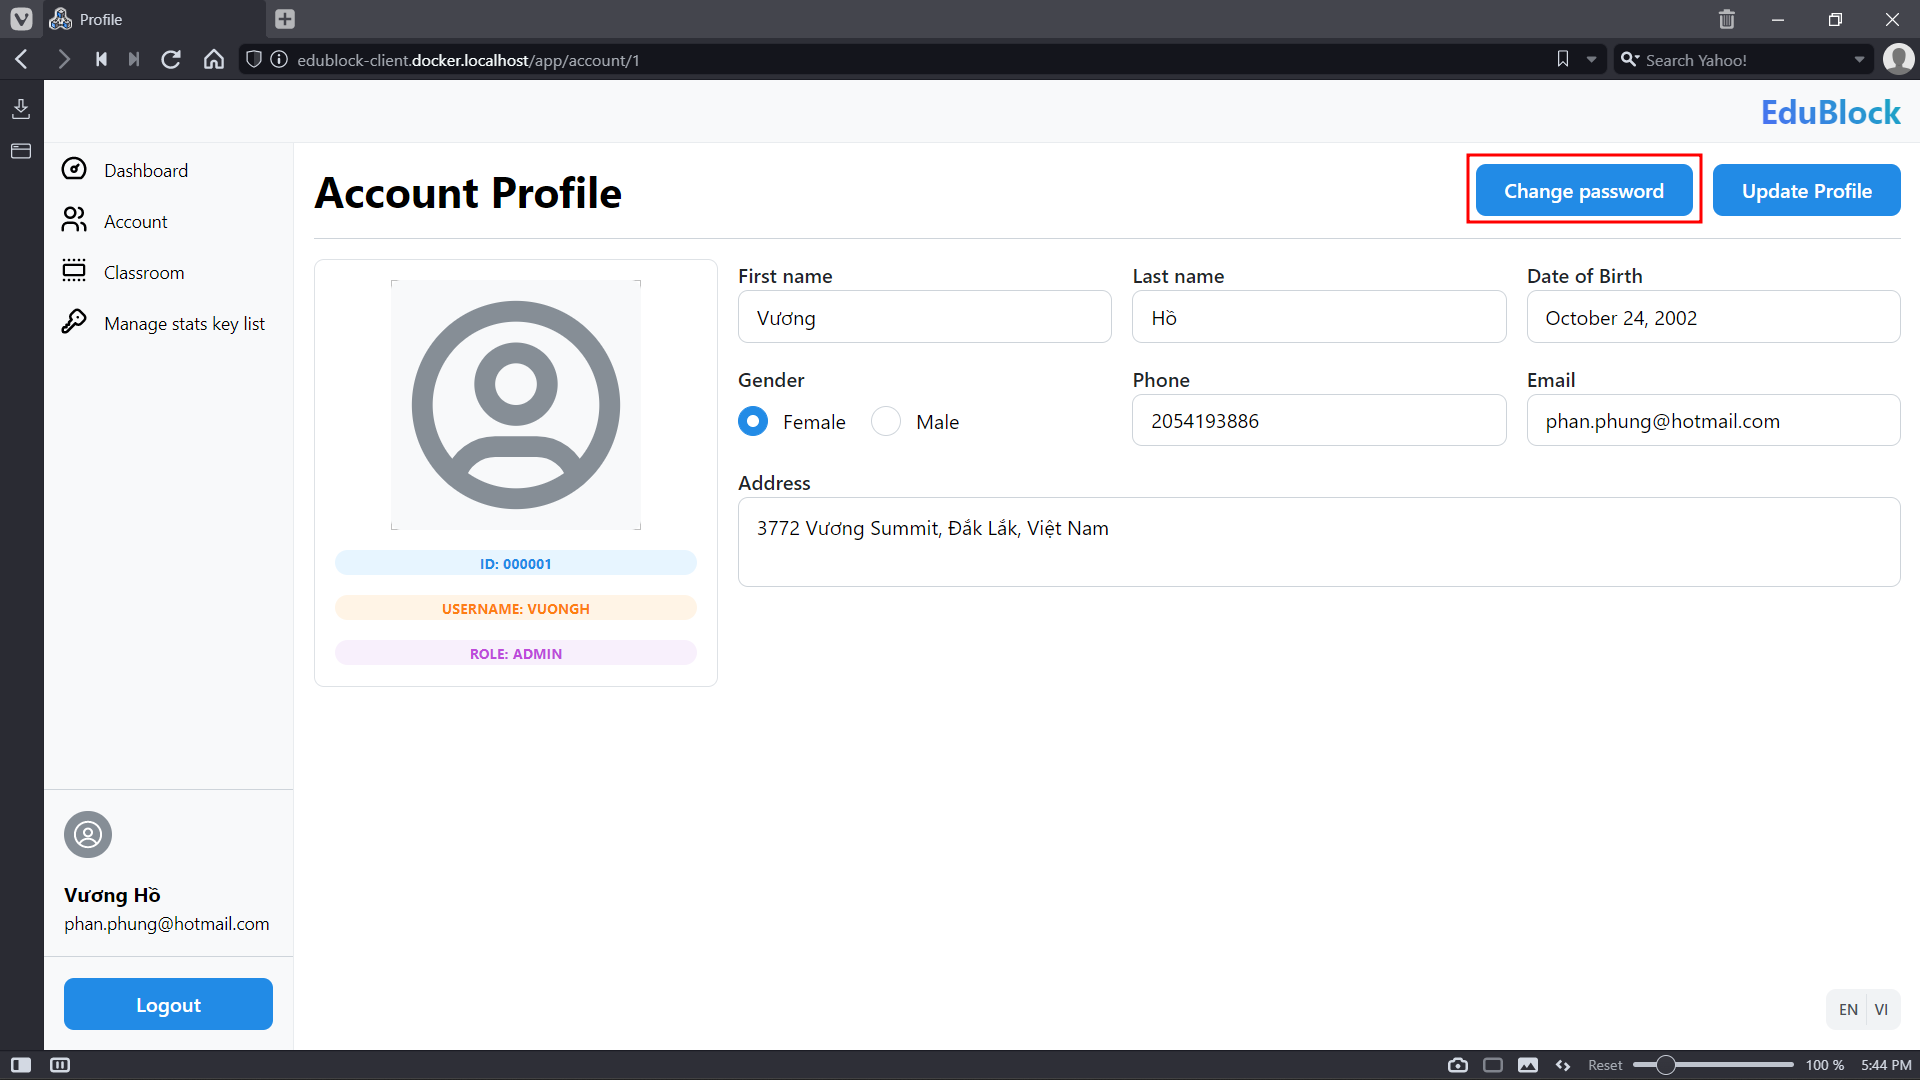 Profile
edublock-client.docker.localhost/app/account/1
Search Yahoo!
EduBlock
Dashboard
Account
Classroom
Manage stats key list
Account Profile
Change password
Update Profile
ID: 000001
USERNAME: VUONGH
ROLE: ADMIN
First name
Last name
Date of Birth
Vương
Hồ
October 24, 2002
Gender
Phone
Email
Female
Male
2054193886
phan.phung@hotmail.com
Address
3772 Vương Summit, Đắk Lắk, Việt Nam
Vương Hồ
phan.phung@hotmail.com
Logout
EN
VI
Reset
100 %
5:44 PM